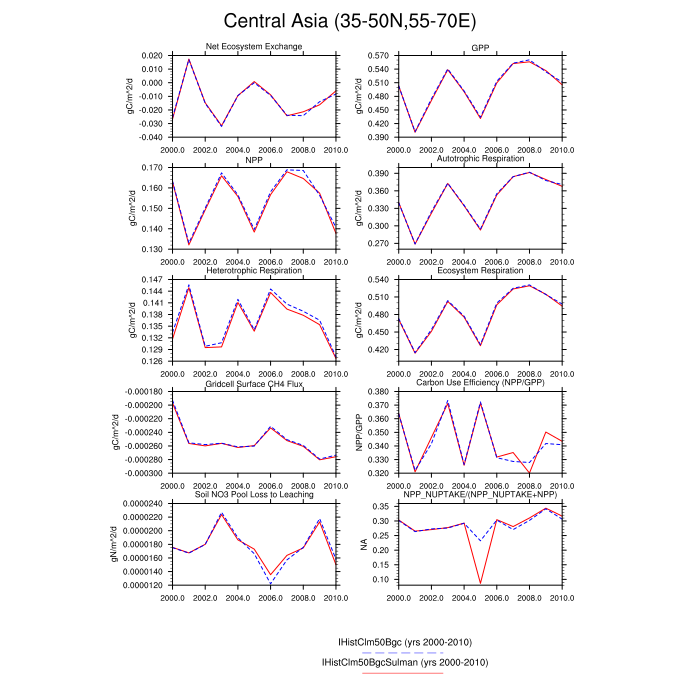 Central Asia (35-50N,55-70E)
Net Ecosystem Exchange
gC/m^2/d
0.020
0.010
0.000
-0.010
-0.020
-0.030
-0.040
2000.0 2002.0 2004.0 2006.0 2008.0 2010.0
GPP
gC/m^2/d
0.570
0.540
0.510
0.480
0.450
0.420
0.390
2000.0 2002.0 2004.0 2006.0 2008.0 2010.0
NPP
gC/m^2/d
0.170
0.160
0.150
0.140
0.130
2000.0 2002.0 2004.0 2006.0 2008.0 2010.0
Autotrophic Respiration
gC/m^2/d
0.390
0.360
0.330
0.300
0.270
2000.0 2002.0 2004.0 2006.0 2008.0 2010.0
Heterotrophic Respiration
gC/m^2/d
0.147
0.144
0.141
0.138
0.135
0.132
0.129
0.126
2000.0 2002.0 2004.0 2006.0 2008.0 2010.0
Ecosystem Respiration
gC/m^2/d
0.540
0.510
0.480
0.450
0.420
2000.0 2002.0 2004.0 2006.0 2008.0 2010.0
Gridcell Surface CH4 Flux
gC/m^2/d
-0.000180
-0.000200
-0.000220
-0.000240
-0.000260
-0.000280
-0.000300
2000.0 2002.0 2004.0 2006.0 2008.0 2010.0
Carbon Use Efficiency (NPP/GPP)
NPP/GPP
0.380
0.370
0.360
0.350
0.340
0.330
0.320
2000.0 2002.0 2004.0 2006.0 2008.0 2010.0
Soil NO3 Pool Loss to Leaching
gN/m^2/d
0.0000240
0.0000220
0.0000200
0.0000180
0.0000160
0.0000140
0.0000120
2000.0 2002.0 2004.0 2006.0 2008.0 2010.0
NPP_NUPTAKE/(NPP_NUPTAKE+NPP)
NA
0.35
0.30
0.25
0.20
0.15
0.10
2000.0 2002.0 2004.0 2006.0 2008.0 2010.0
IHistClm50Bgc (yrs 2000-2010)
IHistClm50BgcSulman (yrs 2000-2010)